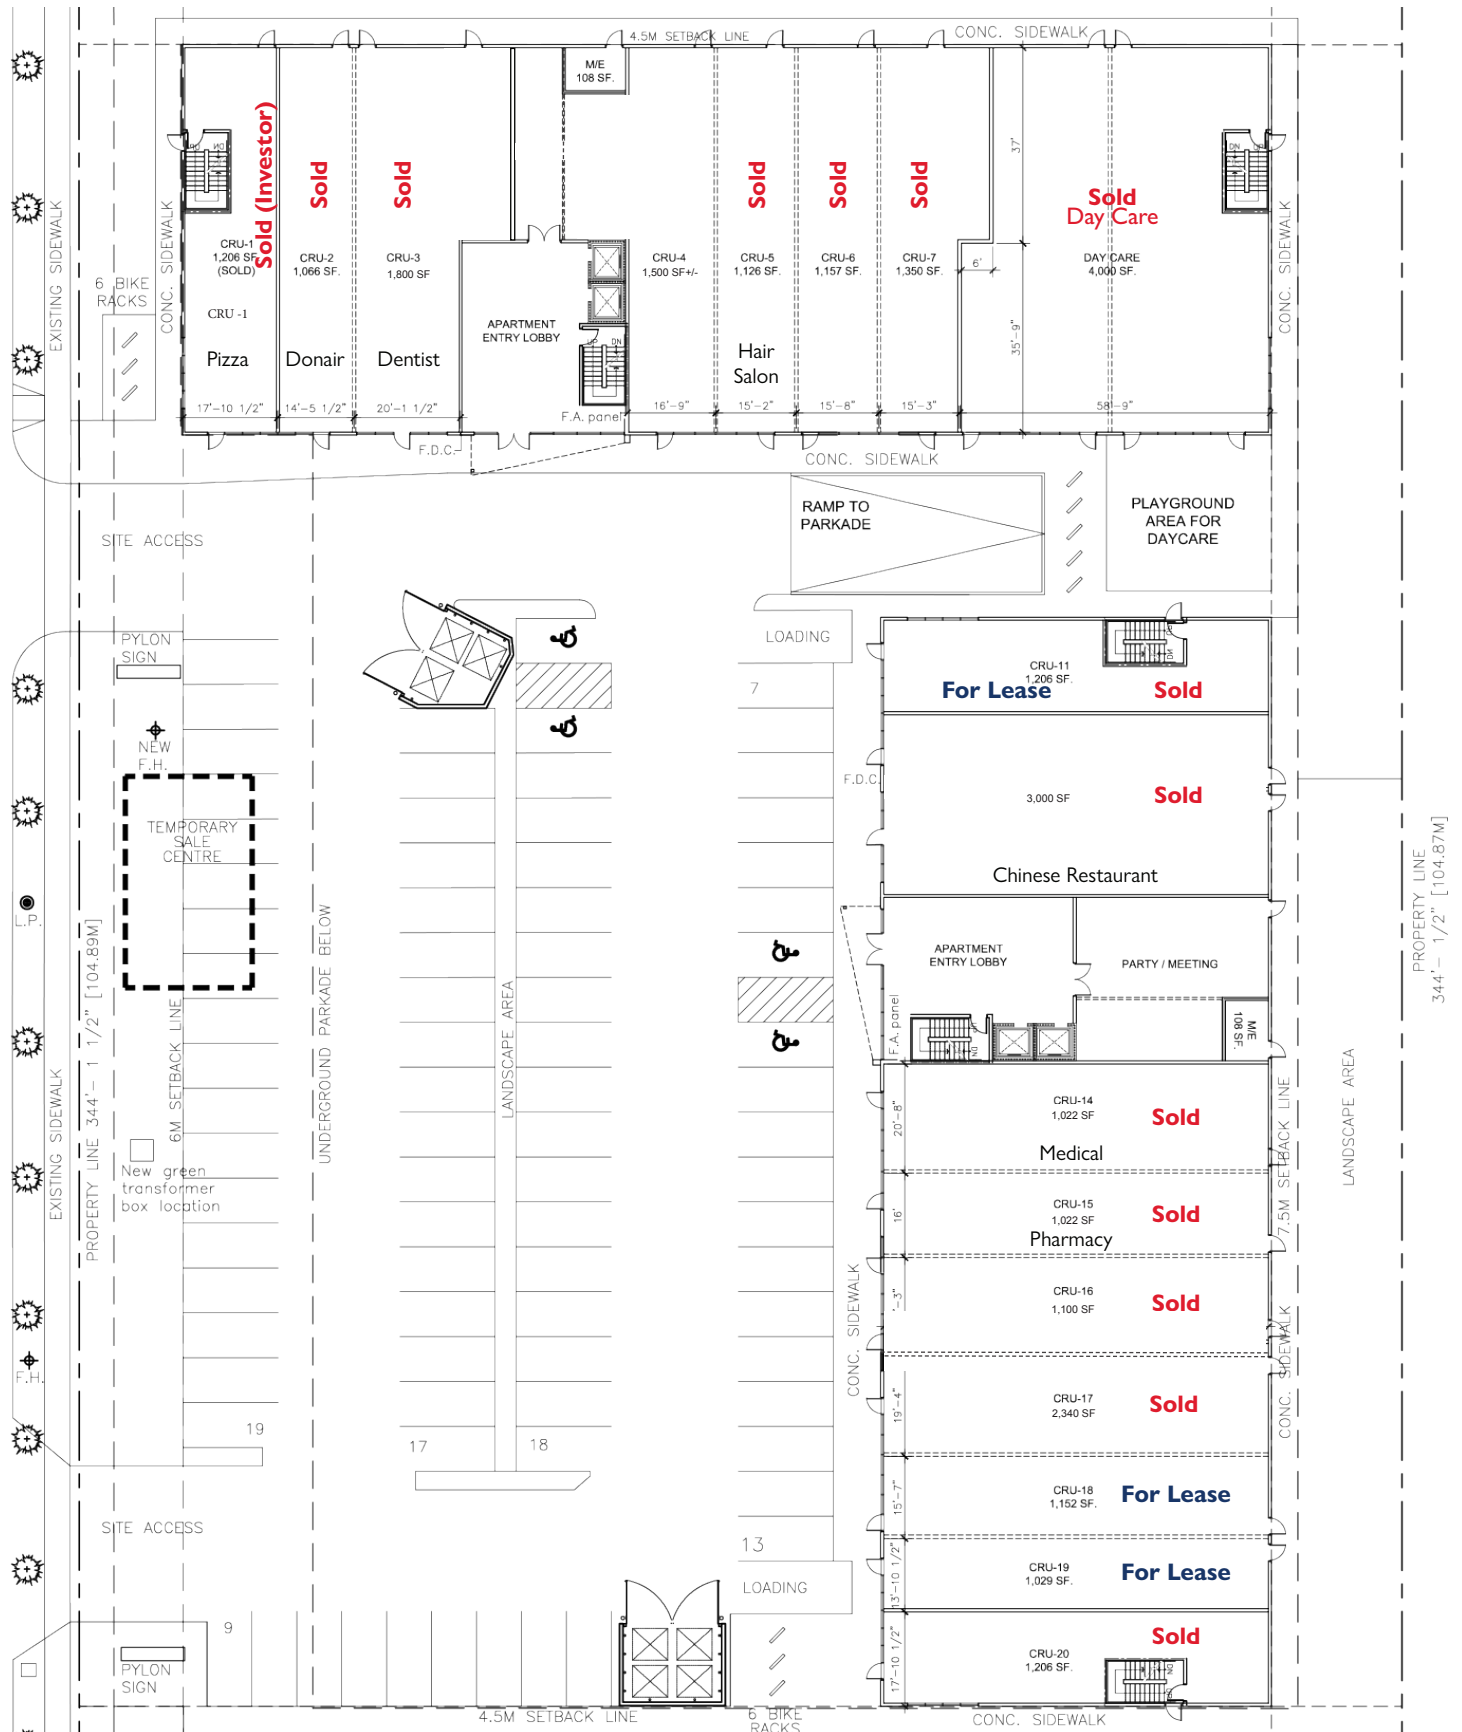 4.5M SETBACK LINE
CONC. SIDEWALK
M/E
108 SF.
Sold (Investor)
Sold
Sold
Sold
Sold
Sold
Sold
Day Care
UP
DN
DN
UP
37'
EXISTING SIDEWALK
CONC. SIDEWALK
CONC. SIDEWALK
CRU-1
1,206 SF.
(SOLD)
CRU -1
CRU-2
1,066 SF.
CRU-3
1,800 SF
CRU-4
1,500 SF+/-
CRU-5
1,126 SF.
CRU-6
1,157 SF.
CRU-7
1,350 SF.
6'
DAY CARE
4,000 SF.
6 BIKE
RACKS
APARTMENT
ENTRY LOBBY
UP
DN
35'-9"
Pizza
Donair
Dentist
Hair
Salon
17'-10 1/2"
14'-5 1/2"
20'-1 1/2"
F.A. panel
16'-9"
15'-2"
15'-8"
15'-3"
58'-9"
F.D.C.
CONC. SIDEWALK
RAMP TO
PARKADE
PLAYGROUND
AREA FOR
DAYCARE
SITE ACCESS
PYLON
SIGN
LOADING
7
CRU-11
1,206 SF.
UP
DN
For Lease
Sold
NEW
F.H.
F.D.C.
3,000 SF
Sold
TEMPORARY
SALE
CENTRE
Chinese Restaurant
PROPERTY LINE
344'- 1/2" [104.87M]
L.P.
PROPERTY LINE 344'- 1 1/2" [104.89M]
UNDERGROUND PARKADE BELOW
LANDSCAPE AREA
APARTMENT
ENTRY LOBBY
PARTY / MEETING
F.A. panel
UP
DN
M/E
108 SF.
6M SETBACK LINE
EXISTING SIDEWALK
20'-8"
CRU-14
1,022 SF
Sold
Medical
7.5M SETBACK LINE
LANDSCAPE AREA
New green
transformer
box location
16'
CRU-15
1,022 SF
Sold
Pharmacy
CONC. SIDEWALK
'-3"
CRU-16
1,100 SF
Sold
CONC. SIDEWALK
F.H.
19'-4"
CRU-17
2,340 SF
Sold
19
17
18
15'-7"
CRU-18
1,152 SF.
For Lease
SITE ACCESS
13
13'-10 1/2"
CRU-19
1,029 SF.
For Lease
LOADING
9
17'-10 1/2"
CRU-20
1,206 SF.
Sold
DN
UP
PYLON
SIGN
4.5M SETBACK LINE
6 BIKE
RACKS
CONC. SIDEWALK